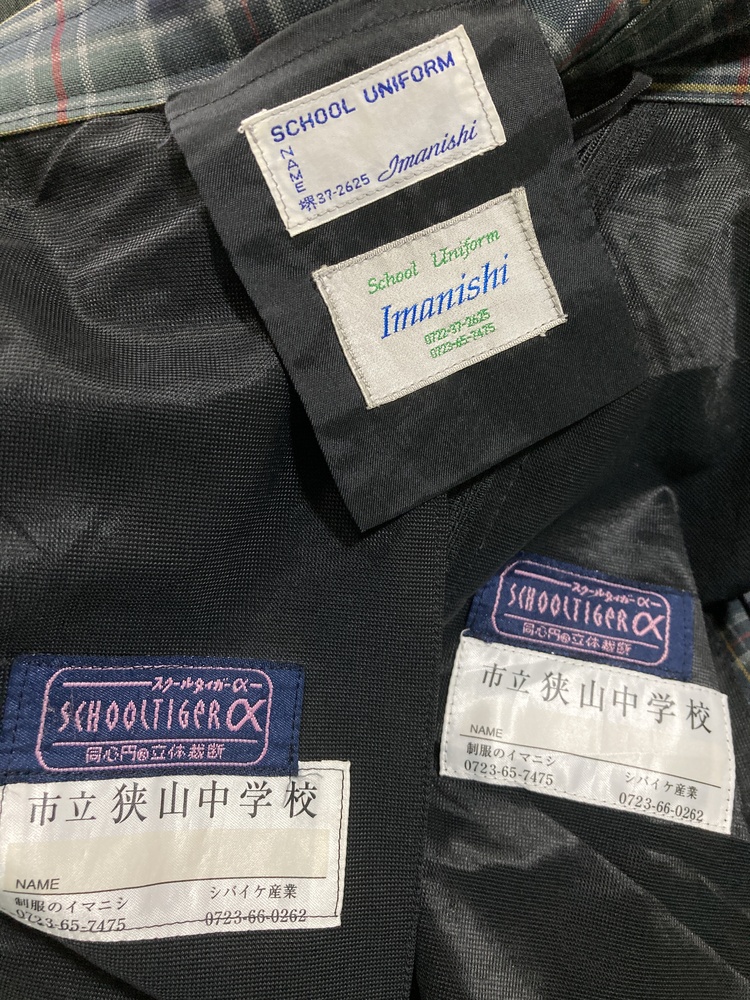 SCHOOL UNIFORM
NAME
堺37-2625 Imanishi
School Uniform
Imanishi
0722-37-2625
0723-65-7475
スクールタイガーα
SCHOOLTIGER α
同心円®立体裁断
市立狭山中学校
NAME
制服のイマニシ シバイケ産業
0723-65-7475 0723-66-0262
スクールタイガーα
SCHOOLTIGER α
同心円®立体裁断
市立狭山中学校
NAME
制服のイマニシ シバイケ産業
0723-65-7475 0723-66-0262